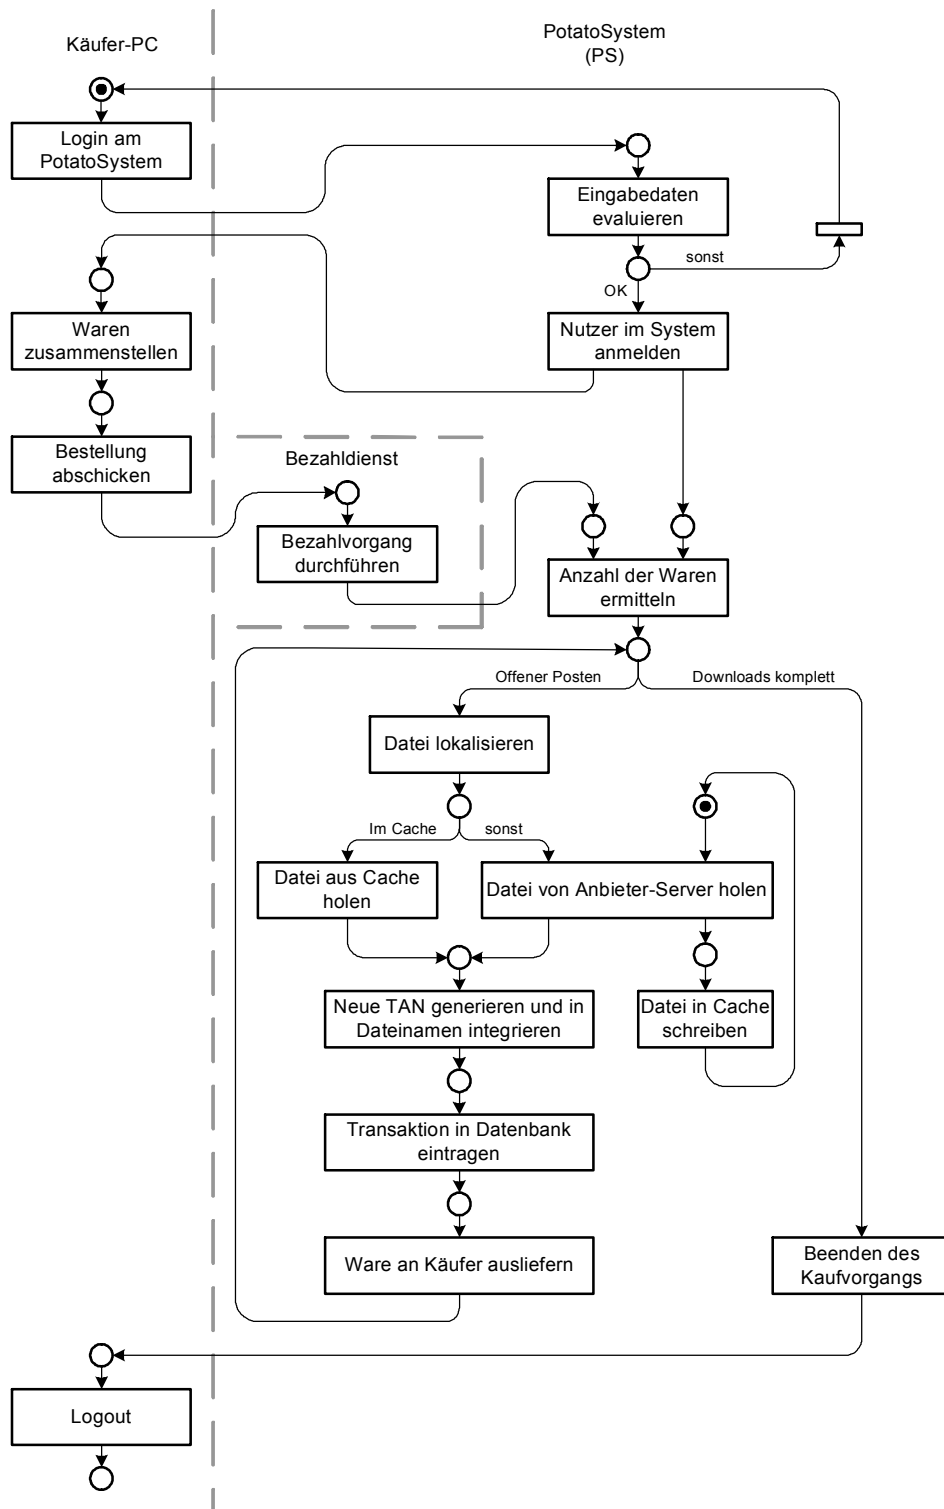 Käufer-PC
PotatoSystem
(PS)
Login am
PotatoSystem
Eingabedaten
evaluieren
sonst
OK
Waren
zusammenstellen
Nutzer im System
anmelden
Bestellung
abschicken
Bezahldienst
Bezahlvorgang
durchführen
Anzahl der Waren
ermitteln
Offener Posten
Downloads komplett
Datei lokalisieren
Im Cache
sonst
Datei aus Cache
holen
Datei von Anbieter-Server holen
Neue TAN generieren und in
Dateinamen integrieren
Datei in Cache
schreiben
Transaktion in Datenbank
eintragen
Ware an Käufer ausliefern
Beenden des
Kaufvorgangs
Logout